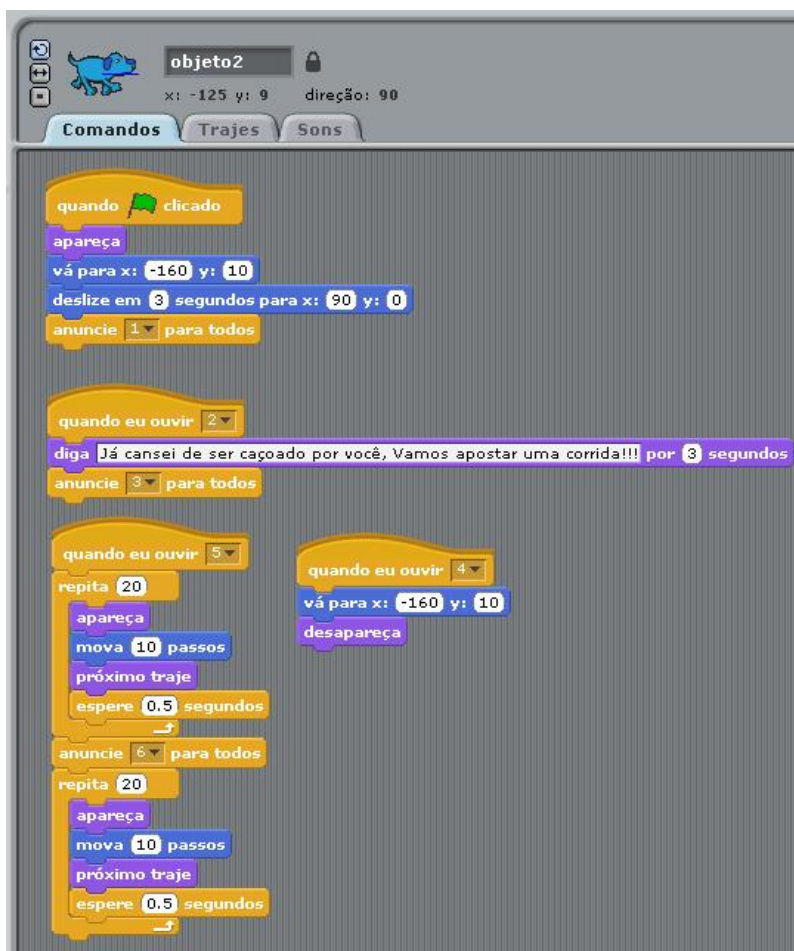 objeto2
x: -125 y: 9 direção: 90
Comandos Trajes Sons
quando clicado
apareça
vá para x: -160 y: 10
deslize em 3 segundos para x: 90 y: 0
anuncie 1 para todos
quando eu ouvir 2
diga Já cansei de ser caçoado por você, Vamos apostar uma corrida!!! por 3 segundos
anuncie 3 para todos
quando eu ouvir 5
repita 20
apareça
mova 10 passos
próximo traje
espere 0.5 segundos
anuncie 6 para todos
repita 20
apareça
mova 10 passos
próximo traje
espere 0.5 segundos
quando eu ouvir 4
vá para x: -160 y: 10
desapareça